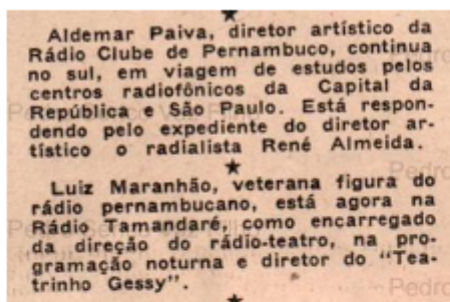 ★
Aldemar Paiva, diretor artístico da
Rádio Clube de Pernambuco, continua
no sul, em viagem de estudos pelos
centros radiofônicos da Capital da
República e São Paulo. Está respon-
dendo pelo expediente do diretor ar-
tístico o radialista René Almeida.
★
Luiz Maranhão, veterana figura do
rádio pernambucano, está agora na
Rádio Tamandaré, como encarregado
da direção do rádio-teatro, na pro-
gramação noturna e diretor do "Tea-
trinho Gessy".
★